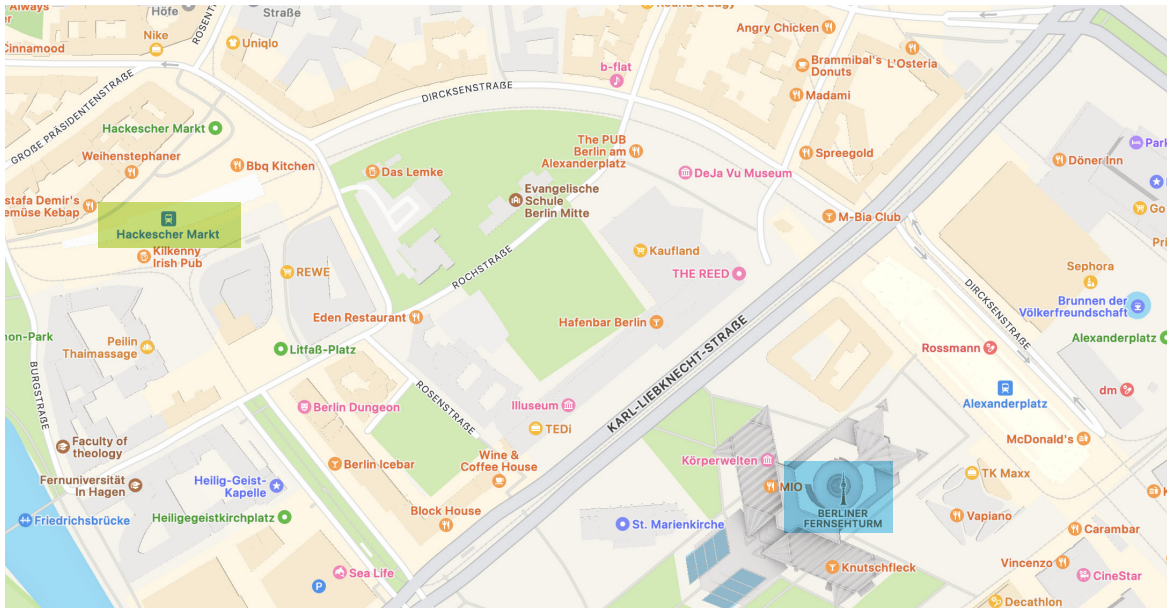 Always
Höfe
Straße
Round & Edgy
Cinnamood
Nike
Uniqlo
ROSENT
Angry Chicken
Brammibal's
Donuts
L'Osteria
b-flat
Madami
DIRCKSENSTRAßE
GROßE PRÄSIDENTENSTRAßE
Hackescher Markt
The PUB
Berlin am
Alexanderplatz
Park
Weihenstephaner
Bbq Kitchen
Das Lemke
DeJa Vu Museum
Spreegold
Döner Inn
stafa Demir's
emüse Kebap
Evangelische
Schule
Berlin Mitte
M-Bia Club
Go
Hackescher Markt
Pri
Kilkenny
Irish Pub
REWE
ROCHSTRAßE
Kaufland
THE REED
Sephora
DIRCKSENSTRAßE
Brunnen der
Völkerfreundschaft
Eden Restaurant
Hafenbar Berlin
on-Park
Peilin
Thaimassage
Litfaß-Platz
KARL-LIEBKNECHT-STRAßE
Rossmann
Alexanderplatz
BURGSTRAßE
ROSENSTRAßE
Alexanderplatz
dm
Berlin Dungeon
Illuseum
TEDi
McDonald's
Faculty of
theology
Berlin Icebar
Wine &
Coffee House
Körperwelten
TK Maxx
Fernuniversität
In Hagen
Heilig-Geist-
Kapelle
MIO
K
Friedrichsbrücke
Heiligegeistkirchplatz
Block House
St. Marienkirche
BERLINER
FERNSEHTURM
Vapiano
Carambar
Sea Life
P
Knutschfleck
Vincenzo
CineStar
Decathlon